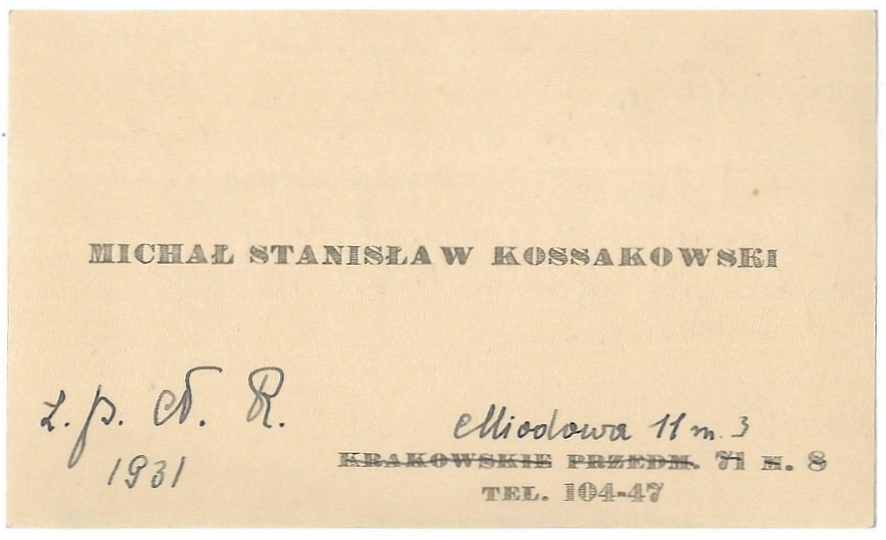 MICHAŁ STANISŁAW KOSSAKOWSKI
z. p. N. R.
1931
Miodowa 11 m. 3
KRAKOWSKIE PRZEDM. 71 M. 8
TEL. 104-47